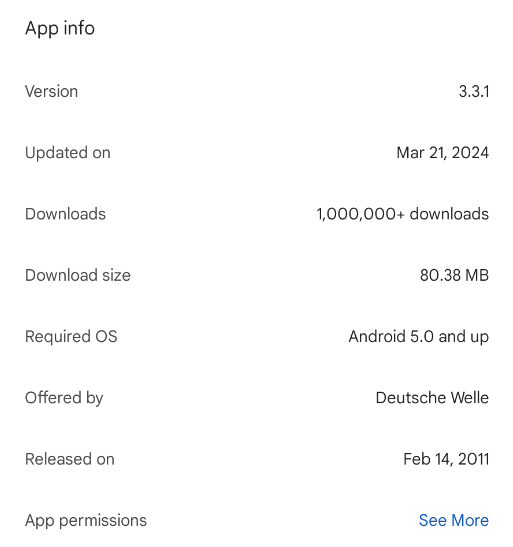 App info
Version 3.3.1
Updated on Mar 21, 2024
Downloads 1,000,000+ downloads
Download size 80.38 MB
Required OS Android 5.0 and up
Offered by Deutsche Welle
Released on Feb 14, 2011
App permissions See More